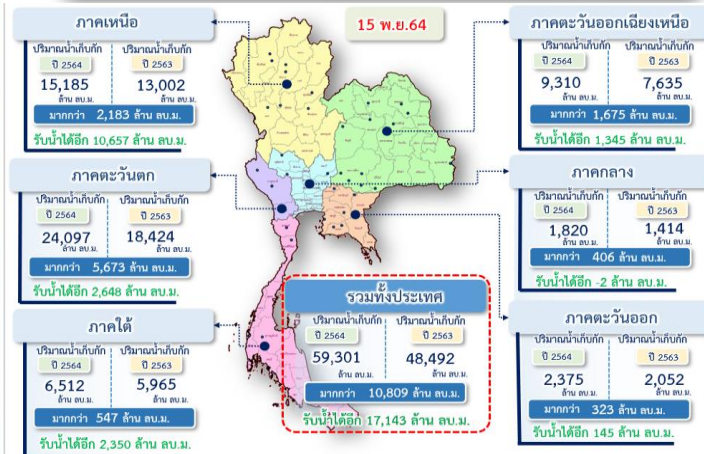 15 พ.ย.64
ภาคเหนือ
ปริมาณน้ำเก็บกัก ปริมาณน้ำเก็บกัก
ปี 2564 ปี 2563
15,185 13,002
ล้าน ลบ.ม. ล้าน ลบ.ม.
มากกว่า 2,183 ล้าน ลบ.ม.
รับน้ำได้อีก 10,657 ล้าน ลบ.ม.
ภาคตะวันออกเฉียงเหนือ
ปริมาณน้ำเก็บกัก ปริมาณน้ำเก็บกัก
ปี 2564 ปี 2563
9,310 7,635
ล้าน ลบ.ม. ล้าน ลบ.ม.
มากกว่า 1,675 ล้าน ลบ.ม.
รับน้ำได้อีก 1,345 ล้าน ลบ.ม.
ภาคตะวันตก
ปริมาณน้ำเก็บกัก ปริมาณน้ำเก็บกัก
ปี 2564 ปี 2563
24,097 18,424
ล้าน ลบ.ม. ล้าน ลบ.ม.
มากกว่า 5,673 ล้าน ลบ.ม.
รับน้ำได้อีก 2,648 ล้าน ลบ.ม.
ภาคกลาง
ปริมาณน้ำเก็บกัก ปริมาณน้ำเก็บกัก
ปี 2564 ปี 2563
1,820 1,414
ล้าน ลบ.ม. ล้าน ลบ.ม.
มากกว่า 406 ล้าน ลบ.ม.
รับน้ำได้อีก -2 ล้าน ลบ.ม.
ภาคใต้
ปริมาณน้ำเก็บกัก ปริมาณน้ำเก็บกัก
ปี 2564 ปี 2563
6,512 5,965
ล้าน ลบ.ม. ล้าน ลบ.ม.
มากกว่า 547 ล้าน ลบ.ม.
รับน้ำได้อีก 2,350 ล้าน ลบ.ม.
รวมทั้งประเทศ
ปริมาณน้ำเก็บกัก ปริมาณน้ำเก็บกัก
ปี 2564 ปี 2563
59,301 48,492
ล้าน ลบ.ม. ล้าน ลบ.ม.
มากกว่า 10,809 ล้าน ลบ.ม.
รับน้ำได้อีก 17,143 ล้าน ลบ.ม.
ภาคตะวันออก
ปริมาณน้ำเก็บกัก ปริมาณน้ำเก็บกัก
ปี 2564 ปี 2563
2,375 2,052
ล้าน ลบ.ม. ล้าน ลบ.ม.
มากกว่า 323 ล้าน ลบ.ม.
รับน้ำได้อีก 145 ล้าน ลบ.ม.